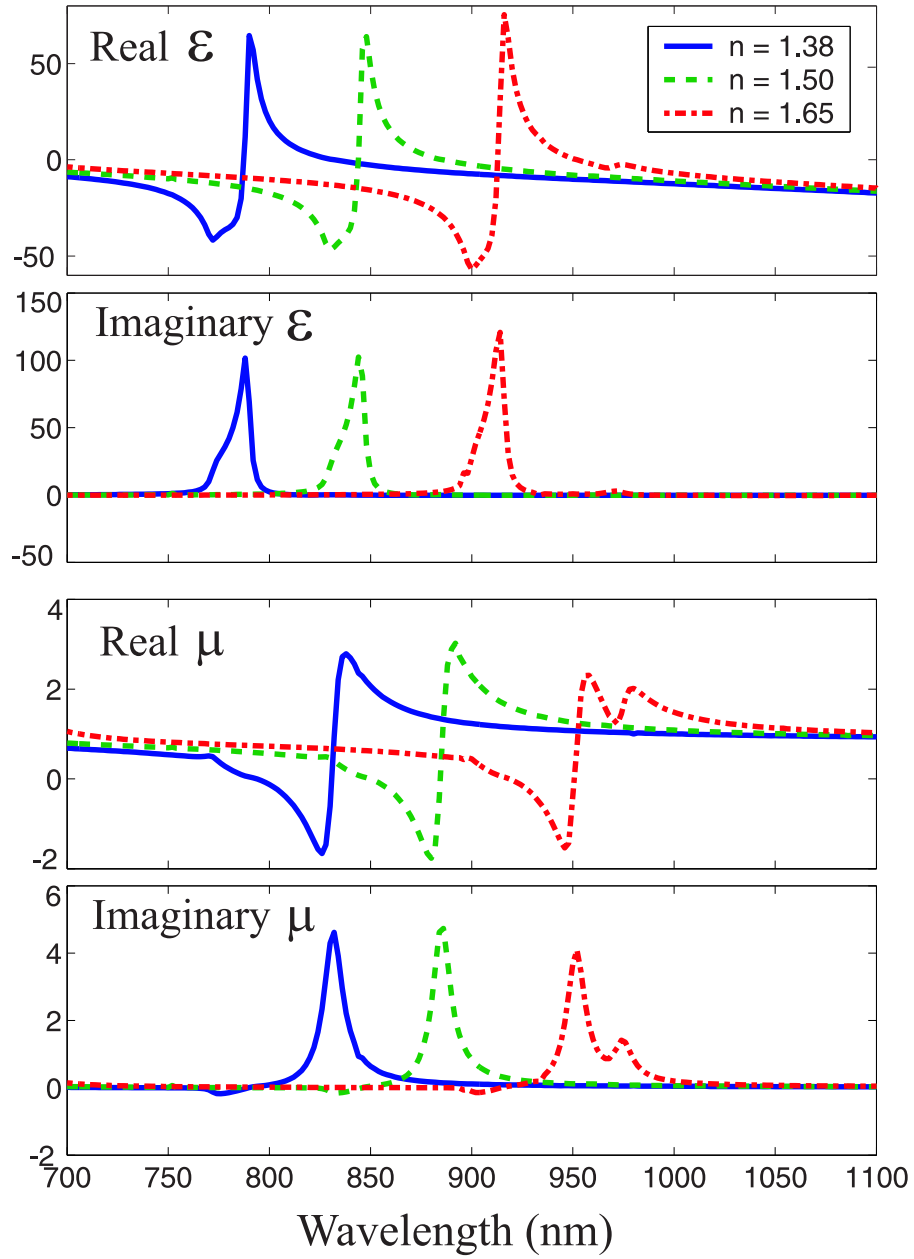 Real ε
50
0
-50
n = 1.38
n = 1.50
n = 1.65
Imaginary ε
150
100
50
0
-50
Real μ
4
2
0
-2
Imaginary μ
6
4
2
0
-2
700 750 800 850 900 950 1000 1050 1100
Wavelength (nm)